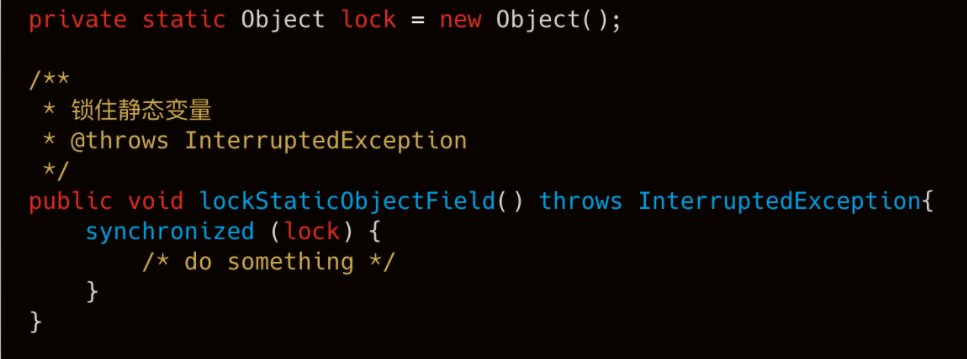 private static Object lock = new Object();
/**
 * 锁住静态变量
 * @throws InterruptedException
 */
public void lockStaticObjectField() throws InterruptedException{
    synchronized (lock) {
        /* do something */
    }
}